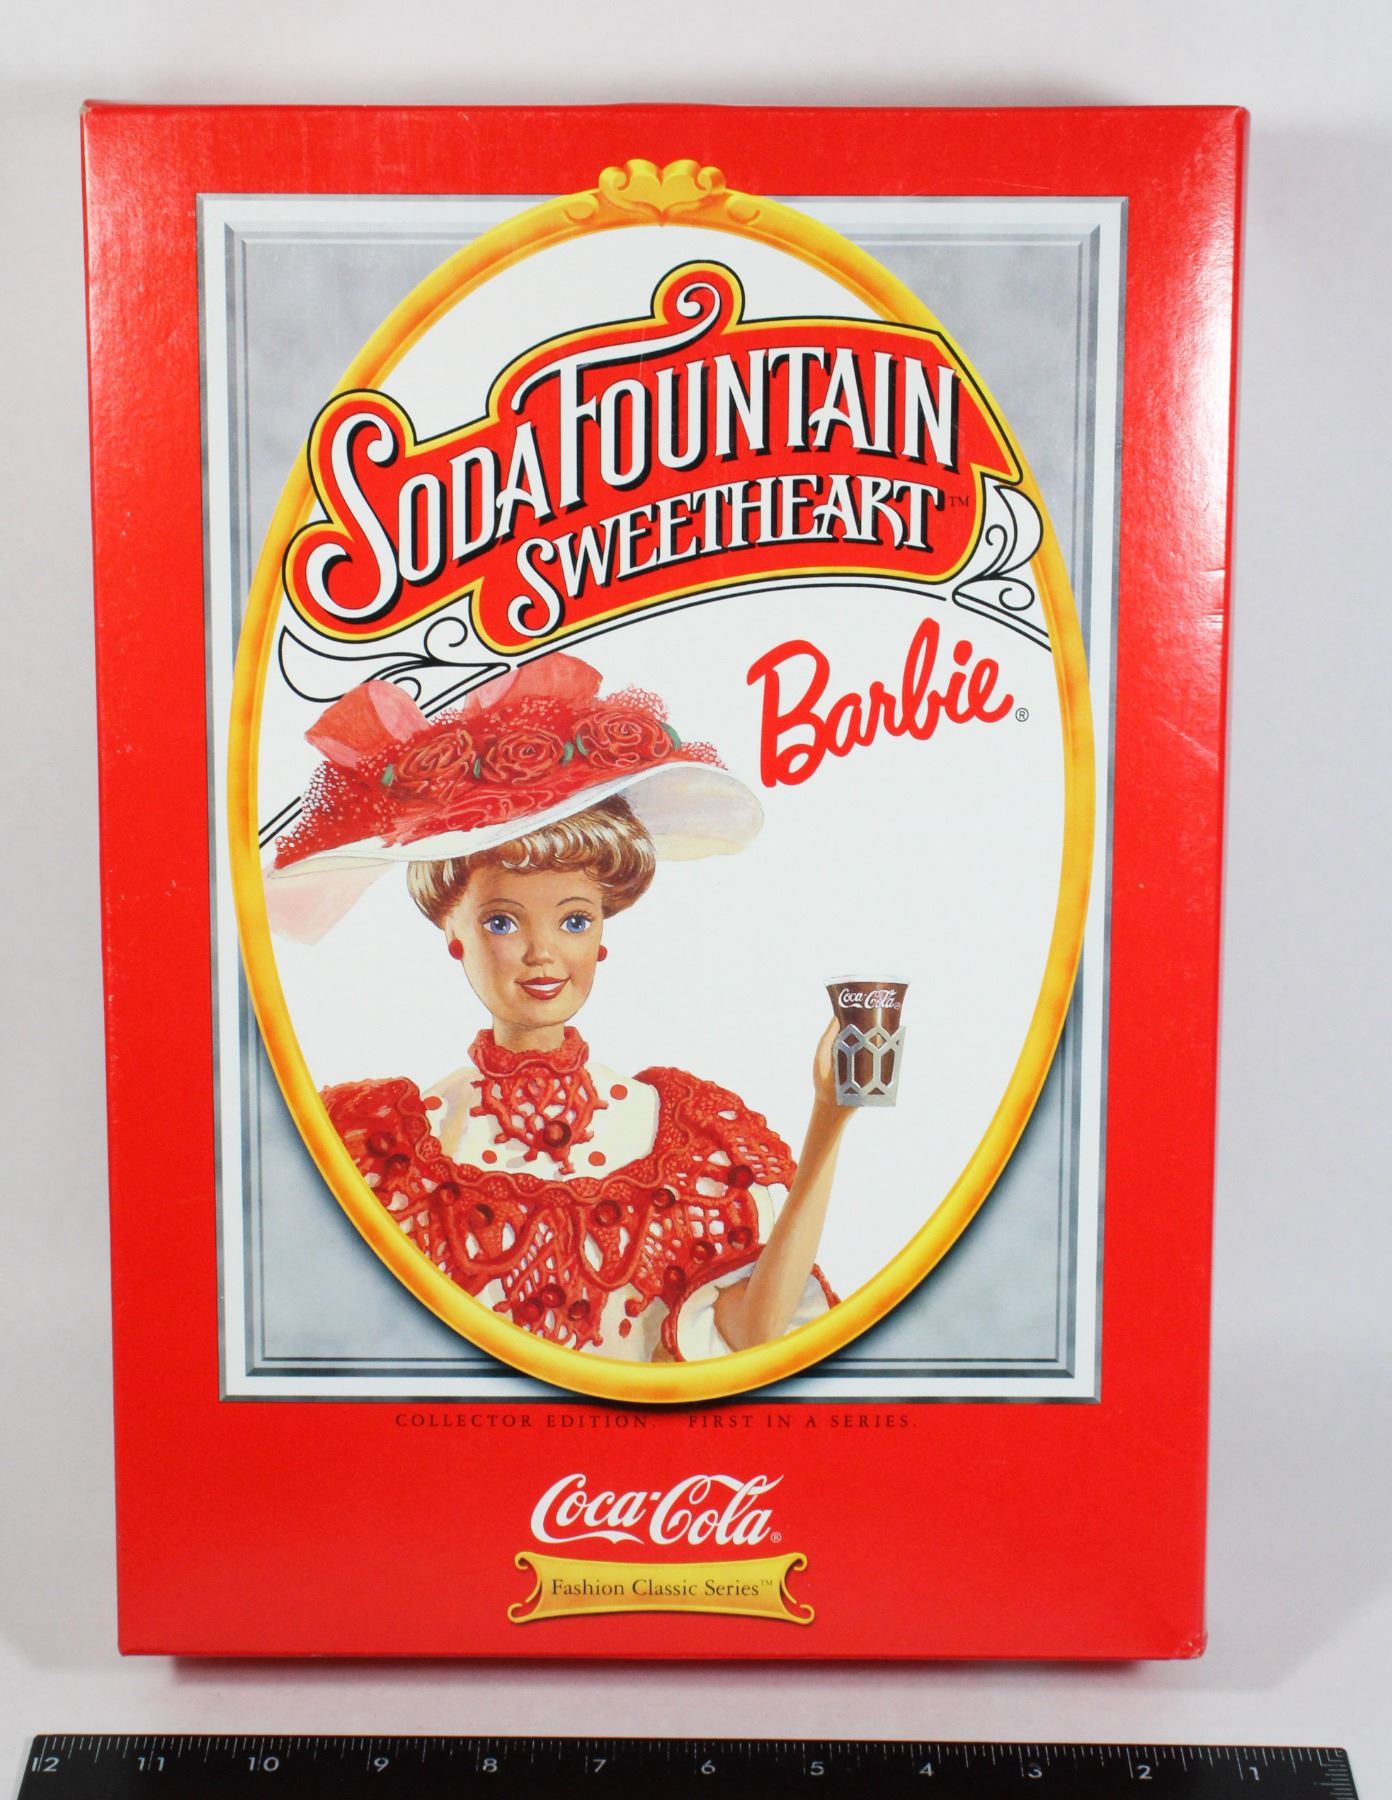 SODA FOUNTAIN
SWEETHEART™
Barbie®
Coca-Cola®
COLLECTOR EDITION. FIRST IN A SERIES.
Coca-Cola®
Fashion Classic Series™
12 11 10 9 8 7 6 5 4 3 2 1